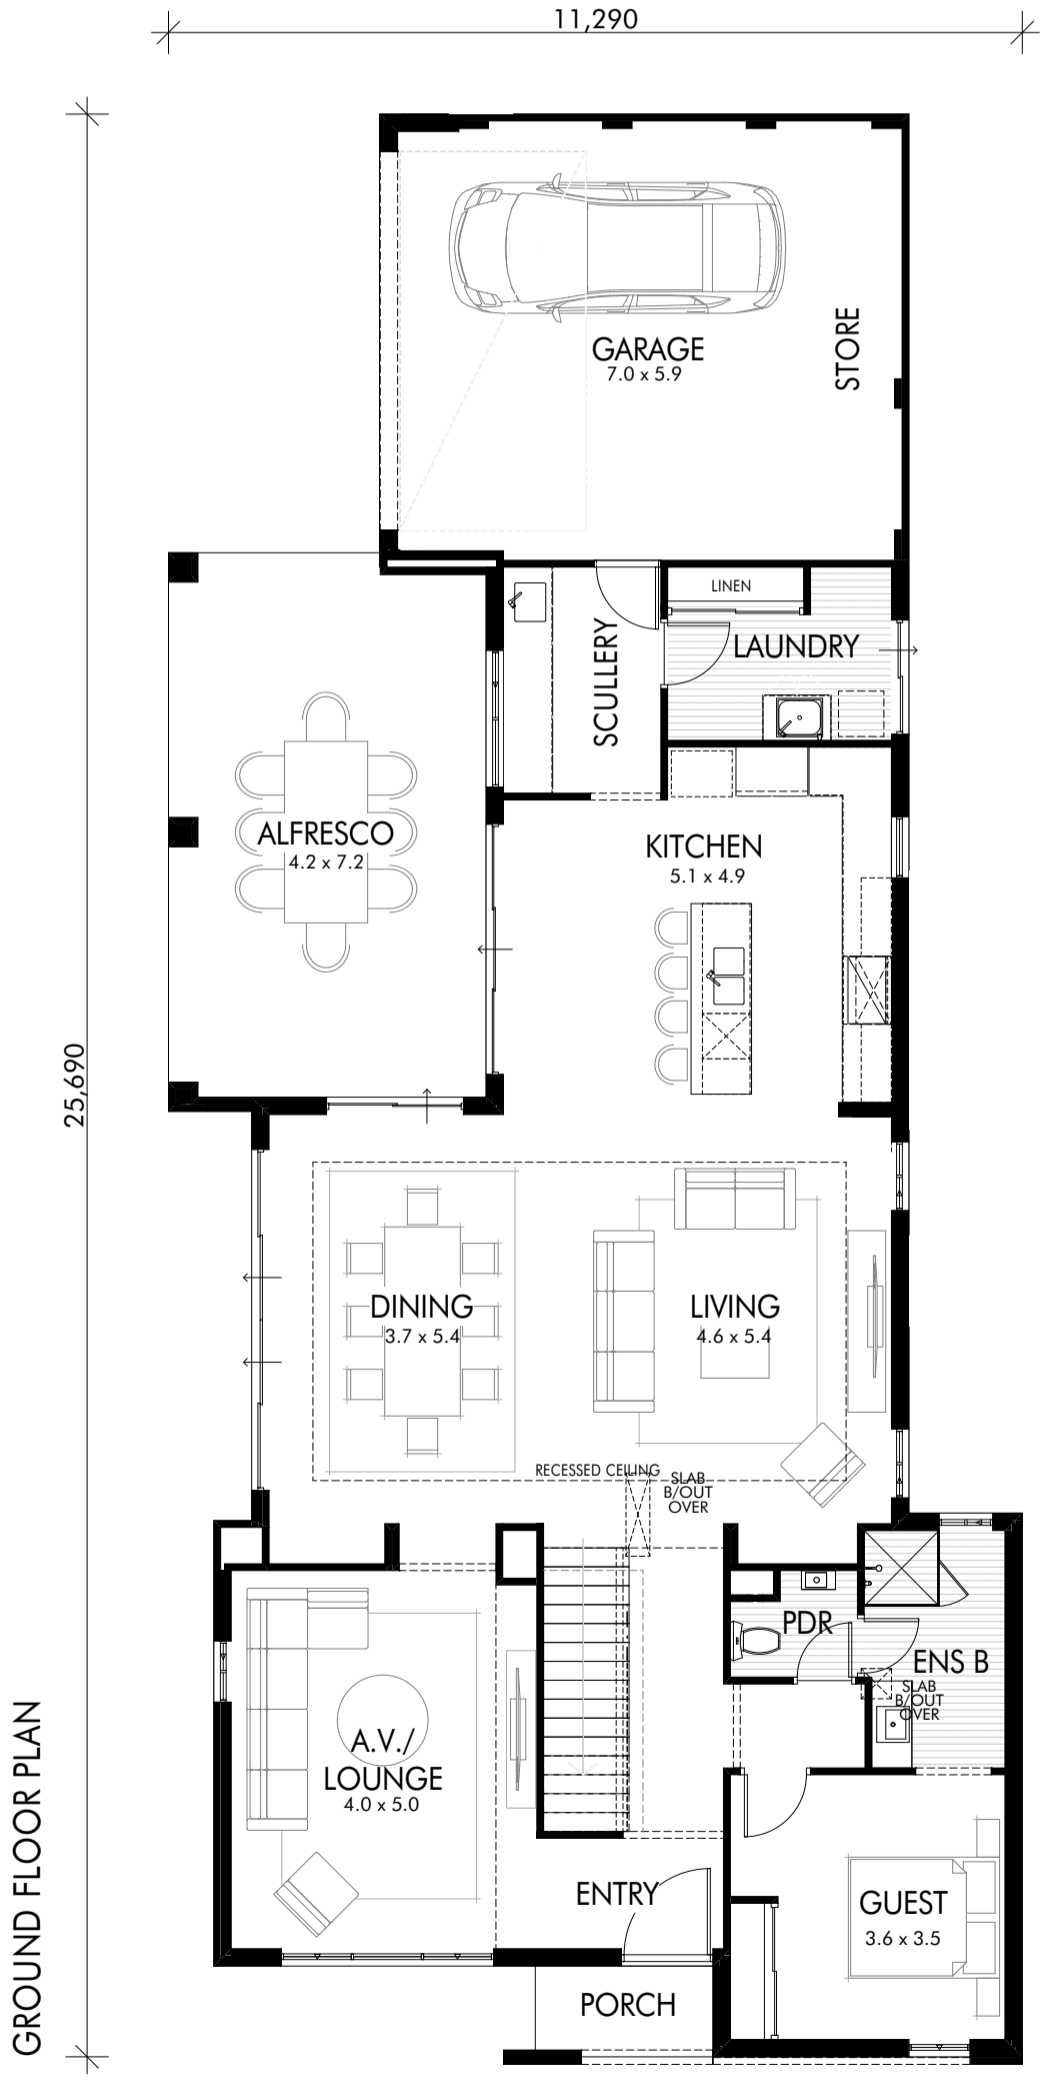 11,290
25,690
GARAGE
7.0 x 5.9
STORE
LINEN
LAUNDRY
SCULLERY
ALFRESCO
4.2 x 7.2
KITCHEN
5.1 x 4.9
DINING
3.7 x 5.4
LIVING
4.6 x 5.4
RECESSED CEILING
SLAB
B/OUT
OVER
PDR
ENS B
SLAB
B/OUT
OVER
A.V./
LOUNGE
4.0 x 5.0
ENTRY
GUEST
3.6 x 3.5
PORCH
GROUND FLOOR PLAN